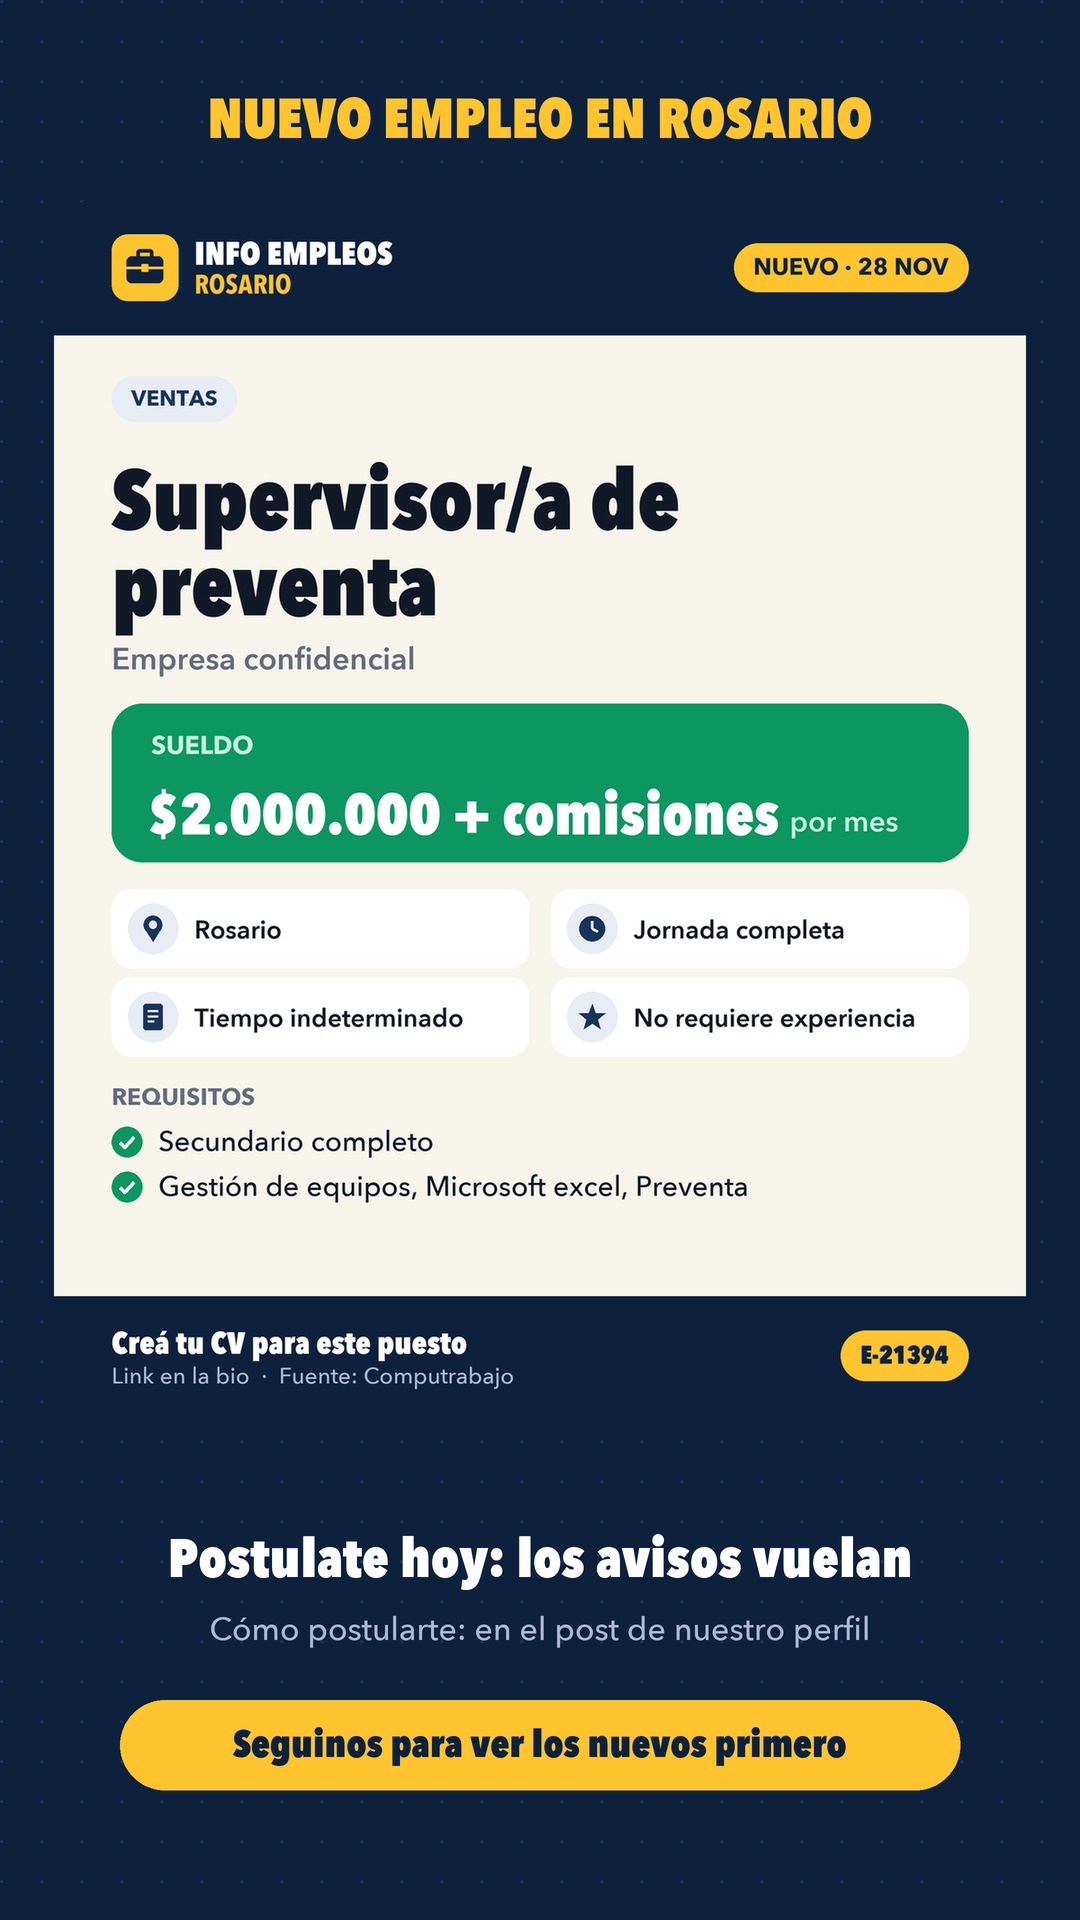 NUEVO EMPLEO EN ROSARIO
INFO EMPLEOS
ROSARIO
NUEVO · 28 NOV
VENTAS
Supervisor/a de
preventa
Empresa confidencial
SUELDO
$2.000.000 + comisiones por mes
Rosario
Jornada completa
Tiempo indeterminado
No requiere experiencia
REQUISITOS
Secundario completo
Gestión de equipos, Microsoft excel, Preventa
Creá tu CV para este puesto
Link en la bio · Fuente: Computrabajo
E-21394
Postulate hoy: los avisos vuelan
Cómo postularte: en el post de nuestro perfil
Seguinos para ver los nuevos primero